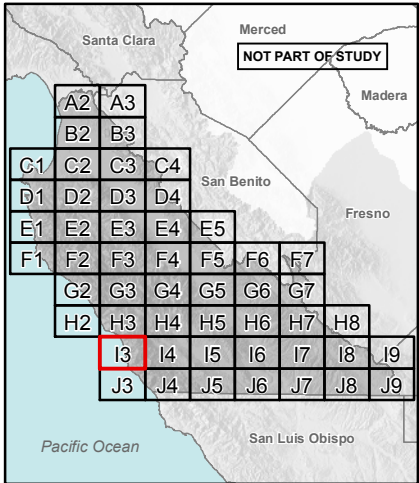 Merced
Santa Clara
NOT PART OF STUDY
Madera
A2 A3
B2 B3
C1 C2 C3 C4
San Benito
D1 D2 D3 D4
Fresno
E1 E2 E3 E4 E5
F1 F2 F3 F4 F5 F6 F7
G2 G3 G4 G5 G6 G7
H2 H3 H4 H5 H6 H7 H8
I3 I4 I5 I6 I7 I8 I9
J3 J4 J5 J6 J7 J8 J9
Pacific Ocean
San Luis Obispo